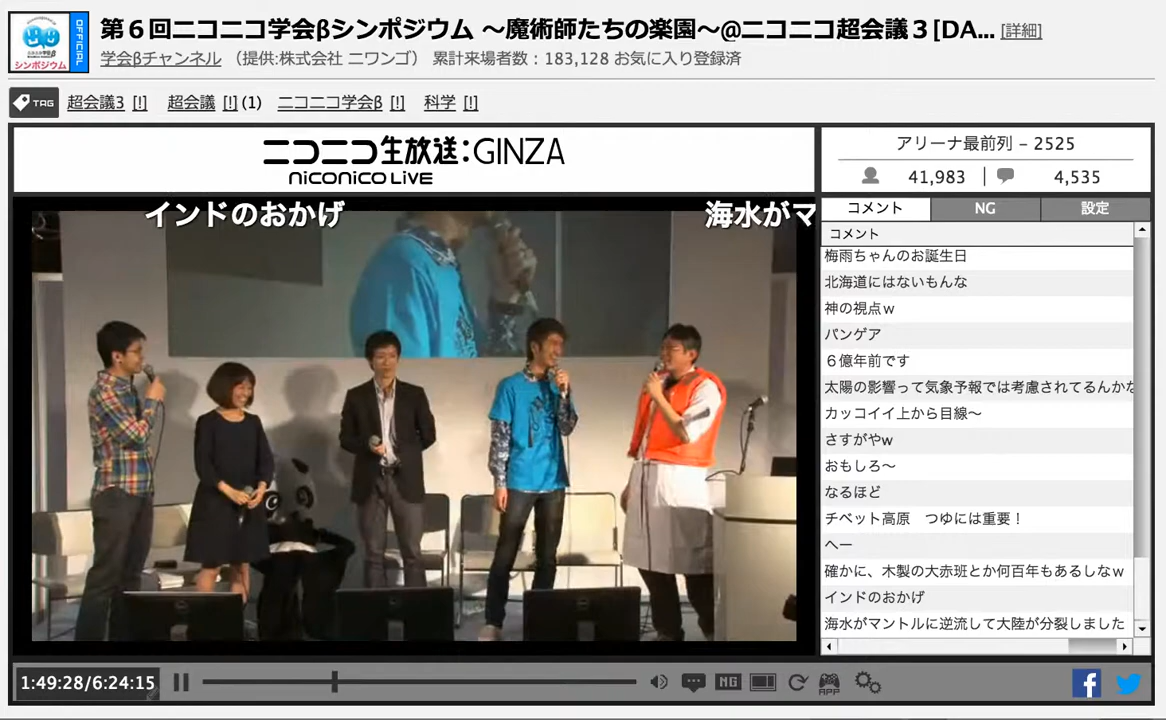 第６回ニコニコ学会βシンポジウム ～魔術師たちの楽園～@ニコニコ超会議３[DA... [詳細]
OFFICIAL
シンポジウム
学会βチャンネル （提供:株式会社 ニワンゴ） 累計来場者数：183,128 お気に入り登録済
TAG 超会議3 [!] 超会議 [!](1) ニコニコ学会β [!] 科学 [!]
ニコニコ生放送:GINZA
niconico Live
アリーナ最前列 − 2525
41,983 | 4,535
インドのおかげ 海水がマ
コメント NG 設定
コメント
梅雨ちゃんのお誕生日
北海道にはないもんな
神の視点ｗ
パンゲア
６億年前です
太陽の影響って気象予報では考慮されてるんかな
カッコイイ上から目線～
さすがやw
おもしろ～
なるほど
チベット高原　つゆには重要！
へー
確かに、木製の大赤班とか何百年もあるしなｗ
インドのおかげ
海水がマントルに逆流して大陸が分裂しました
1:49:28/6:24:15
NG
APP